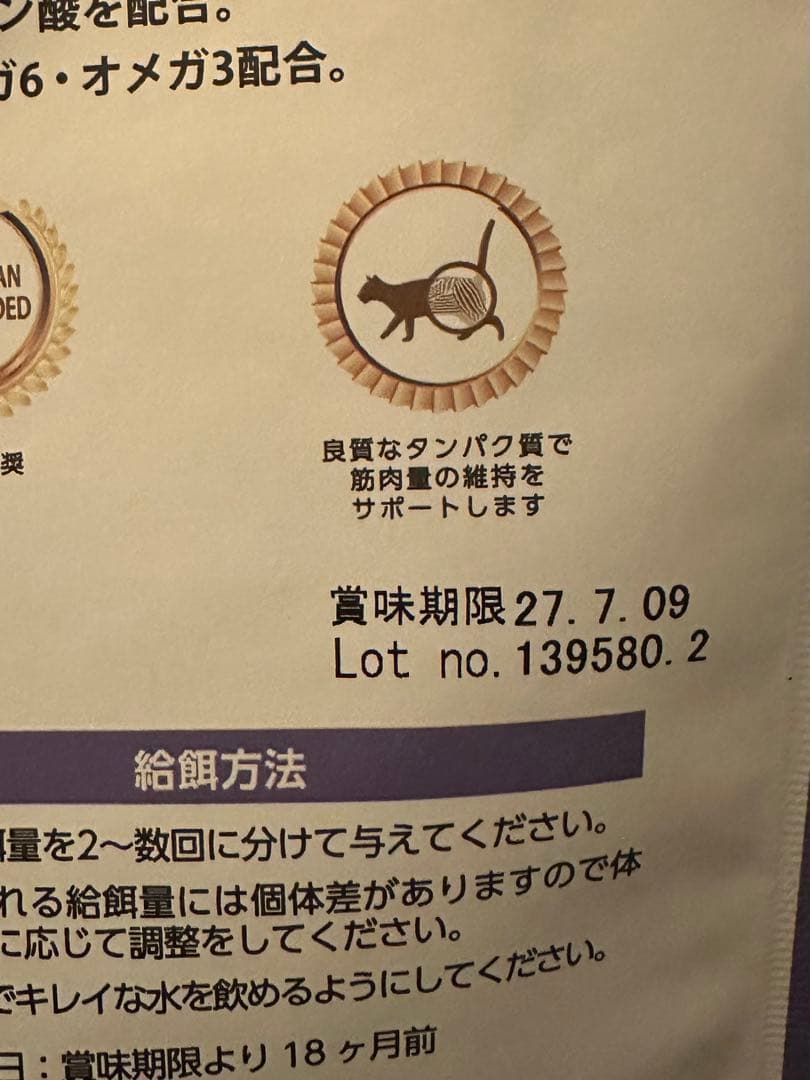 ン酸を配合。
ガ6・オメガ3配合。
AN
DED
奨
良質なタンパク質で
筋肉量の維持を
サポートします
賞味期限27.7.09
Lot no.139580.2
給餌方法
餌量を2〜数回に分けて与えてください。
れる給餌量には個体差がありますので体
に応じて調整をしてください。
でキレイな水を飲めるようにしてください。
日：賞味期限より18ヶ月前